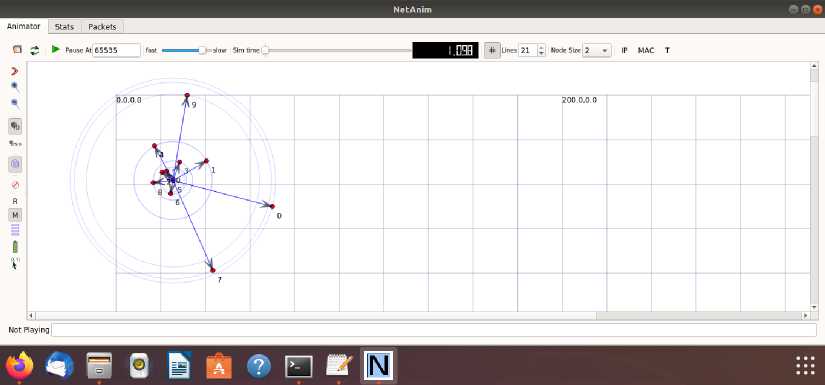 NetAnim
Animator Stats Packets
Pause At 65535 fast slow Sim time 1.098 Lines 21 Node Size 2 IP MAC T
0.0,0.0 200.0,0.0
9
3 1
5
8
6
0
7
R
M
Not Playing
N